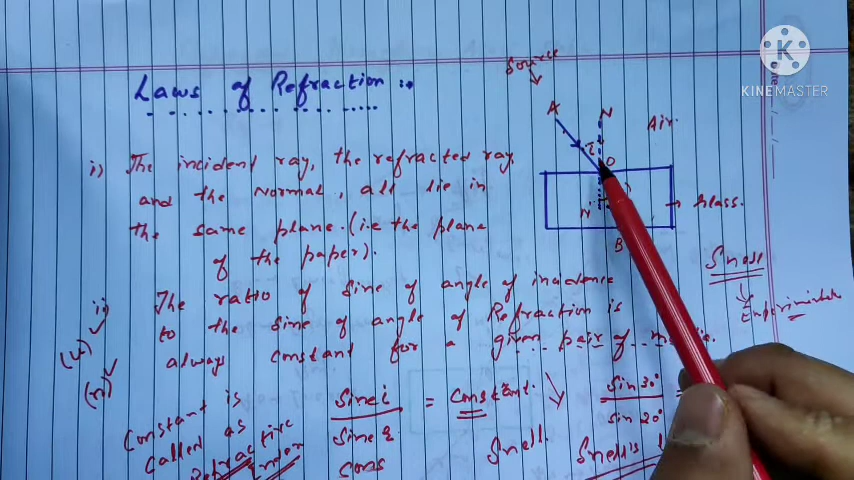 KINEMASTER
Source
Laws of Refraction :-
A
N
Air.
i
O
i) The incident ray, the refracted ray,
and the Normal, all lie in
the same plane. (i.e the plane
of the paper).
r
N'
→ Glass.
B
Snell
Experimentale
ii) The ratio of sine of angle of incidence
to the sine of angle of Refraction is
always constant for a given pair of
(μ)
(n)
Constant is
called as
Refractive
Sine i
= Constant.
Sine r
Cons
Snell
sin 30°
=
sin 20°
Snell's